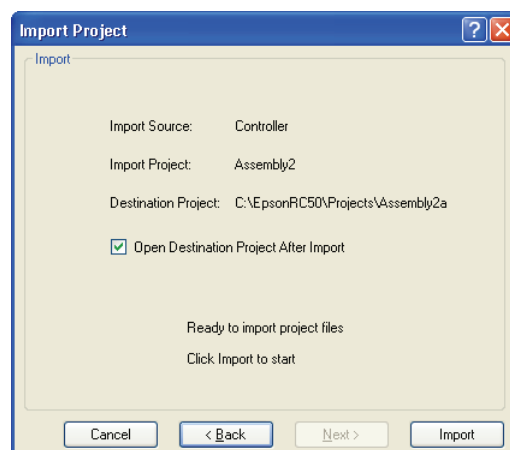 Import Project
Import
Import Source: Controller
Import Project: Assembly2
Destination Project: C:\EpsonRC50\Projects\Assembly2a
Open Destination Project After Import
Ready to import project files
Click Import to start
Cancel < Back Next > Import